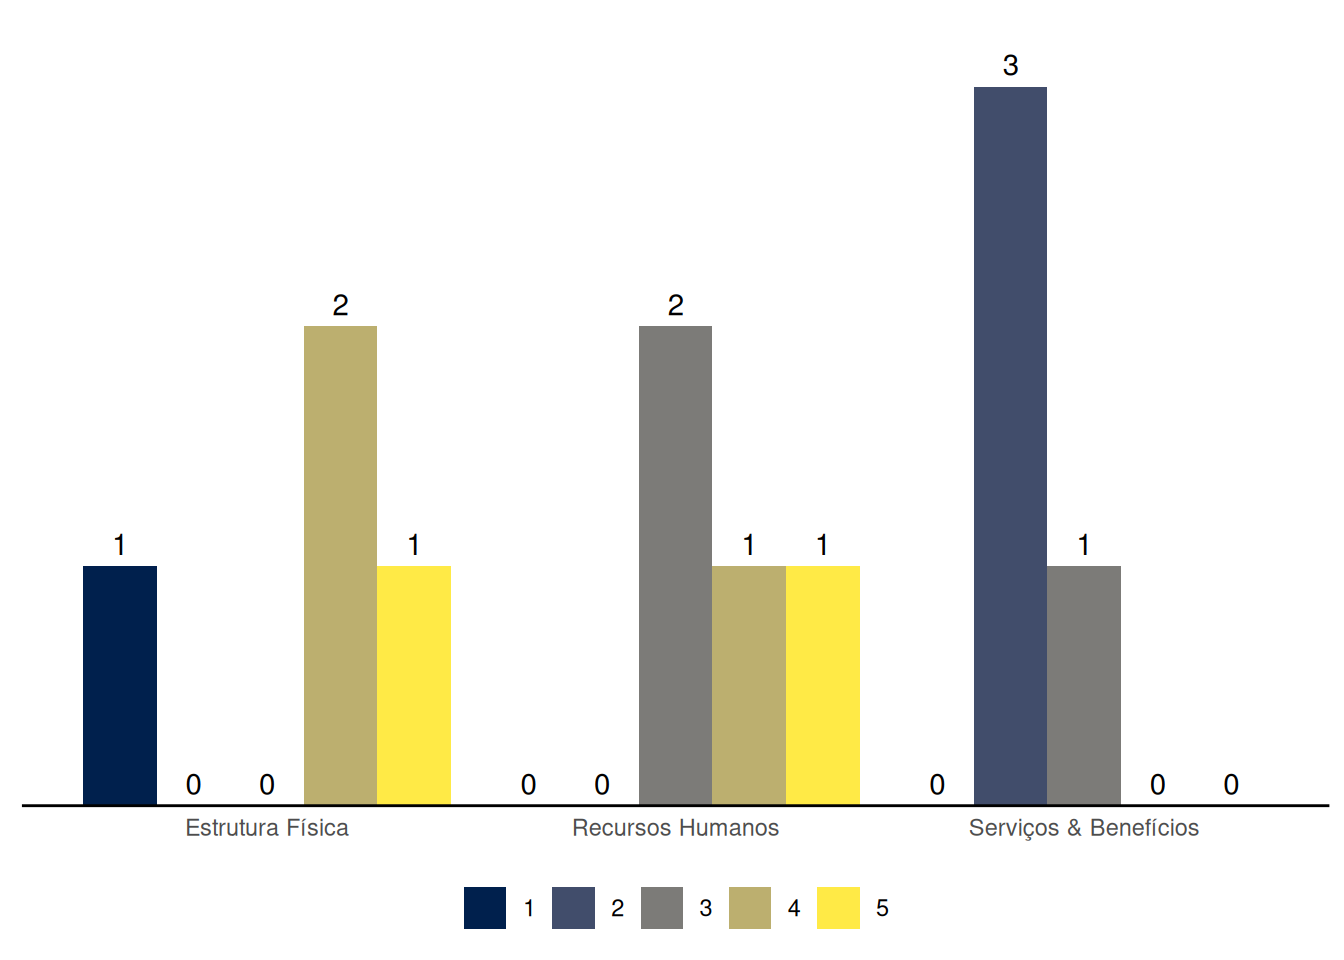 3
2 2
1 1 1 1 1
0 0 0 0 0 0 0
Estrutura Física Recursos Humanos Serviços & Benefícios
1 2 3 4 5